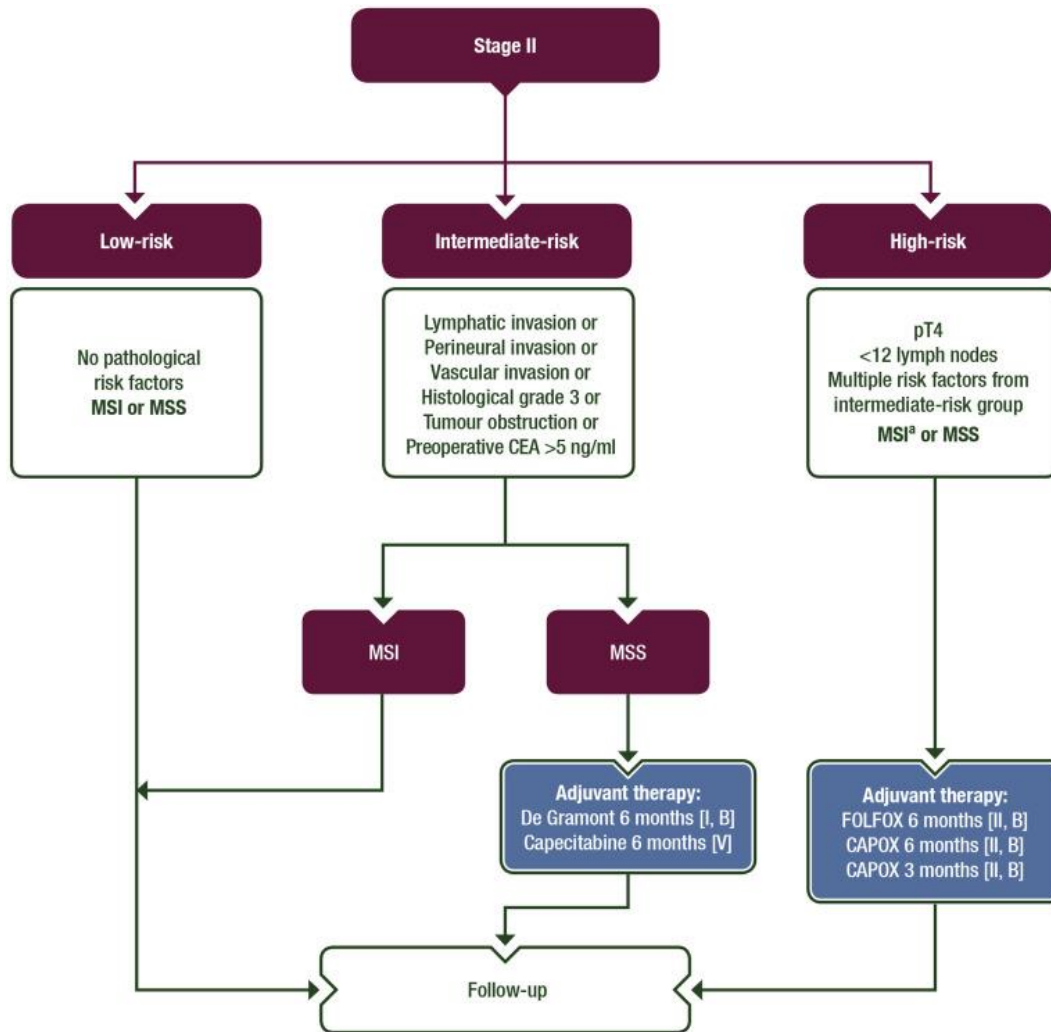 Stage II
Low-risk
Intermediate-risk
High-risk
No pathological
risk factors
MSI or MSS
Lymphatic invasion or
Perineural invasion or
Vascular invasion or
Histological grade 3 or
Tumour obstruction or
Preoperative CEA >5 ng/ml
pT4
<12 lymph nodes
Multiple risk factors from
intermediate-risk group
MSIª or MSS
MSI
MSS
Adjuvant therapy:
De Gramont 6 months [I, B]
Capecitabine 6 months [V]
Adjuvant therapy:
FOLFOX 6 months [II, B]
CAPOX 6 months [II, B]
CAPOX 3 months [II, B]
Follow-up